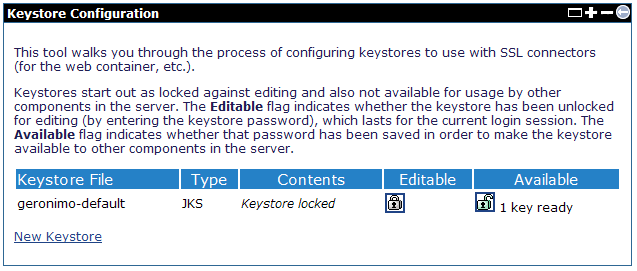 Keystore Configuration
This tool walks you through the process of configuring keystores to use with SSL connectors
(for the web container, etc.).
Keystores start out as locked against editing and also not available for usage by other
components in the server. The Editable flag indicates whether the keystore has been unlocked
for editing (by entering the keystore password), which lasts for the current login session. The
Available flag indicates whether that password has been saved in order to make the keystore
available to other components in the server.
Keystore File Type Contents Editable Available
geronimo-default JKS Keystore locked 1 key ready
New Keystore